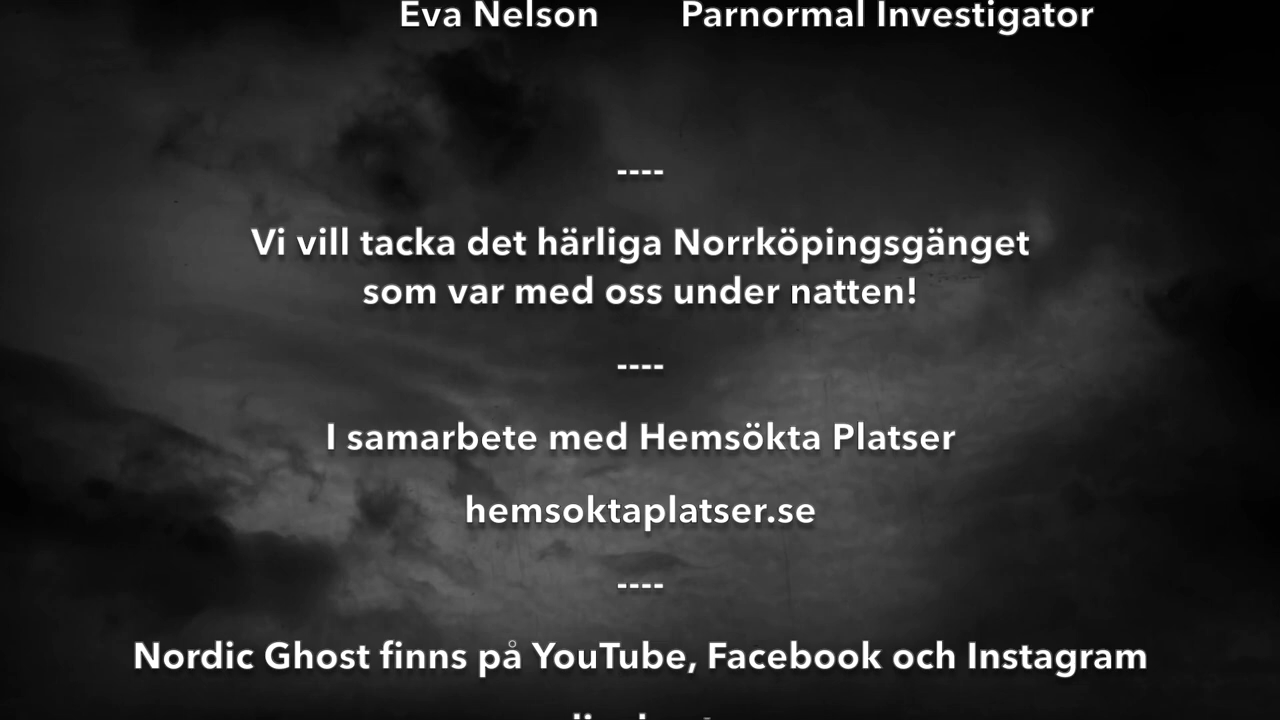 Eva Nelson Parnormal Investigator
----
Vi vill tacka det härliga Norrköpingsgänget
som var med oss under natten!
----
I samarbete med Hemsökta Platser
hemsoktaplatser.se
----
Nordic Ghost finns på YouTube, Facebook och Instagram